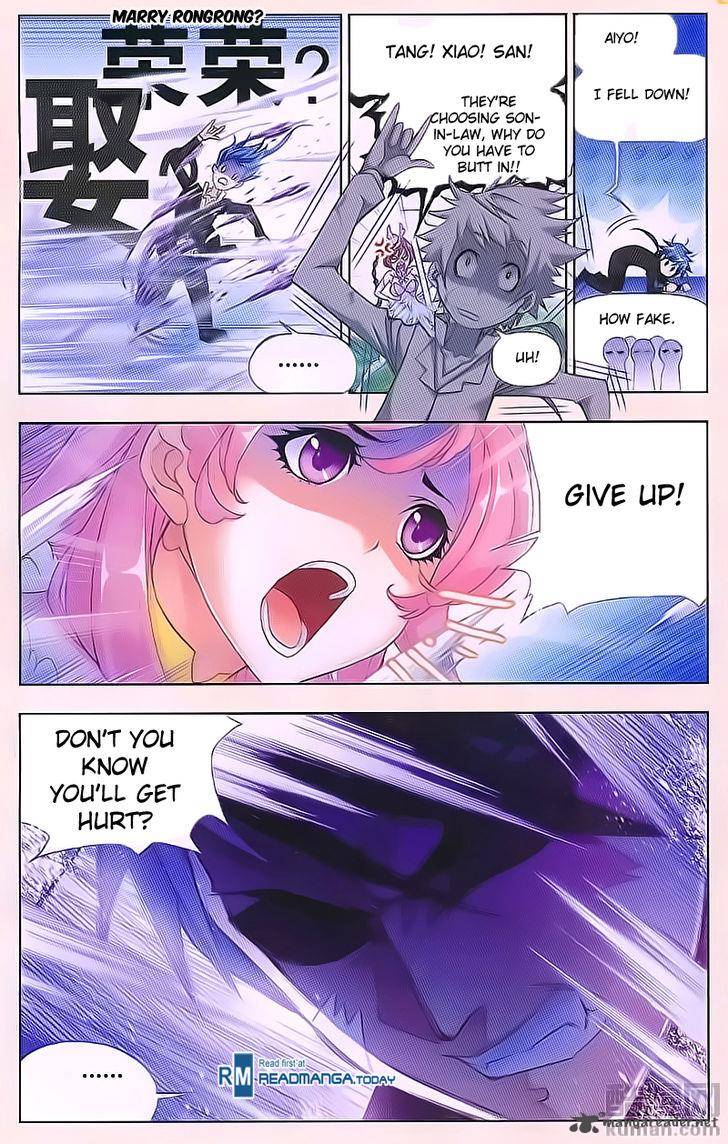 MARRY RONGRONG?
娶
荣荣?
......
TANG! XIAO! SAN!
THEY'RE
CHOOSING SON-
IN-LAW, WHY DO
YOU HAVE TO
BUTT IN!!
UH!
AIYO!
I FELL DOWN!
HOW FAKE.
GIVE UP!
DON'T YOU
KNOW
YOU'LL GET
HURT?
......
RM
Read first at
READMANGA.TODAY
mangareader.net
kuman.com